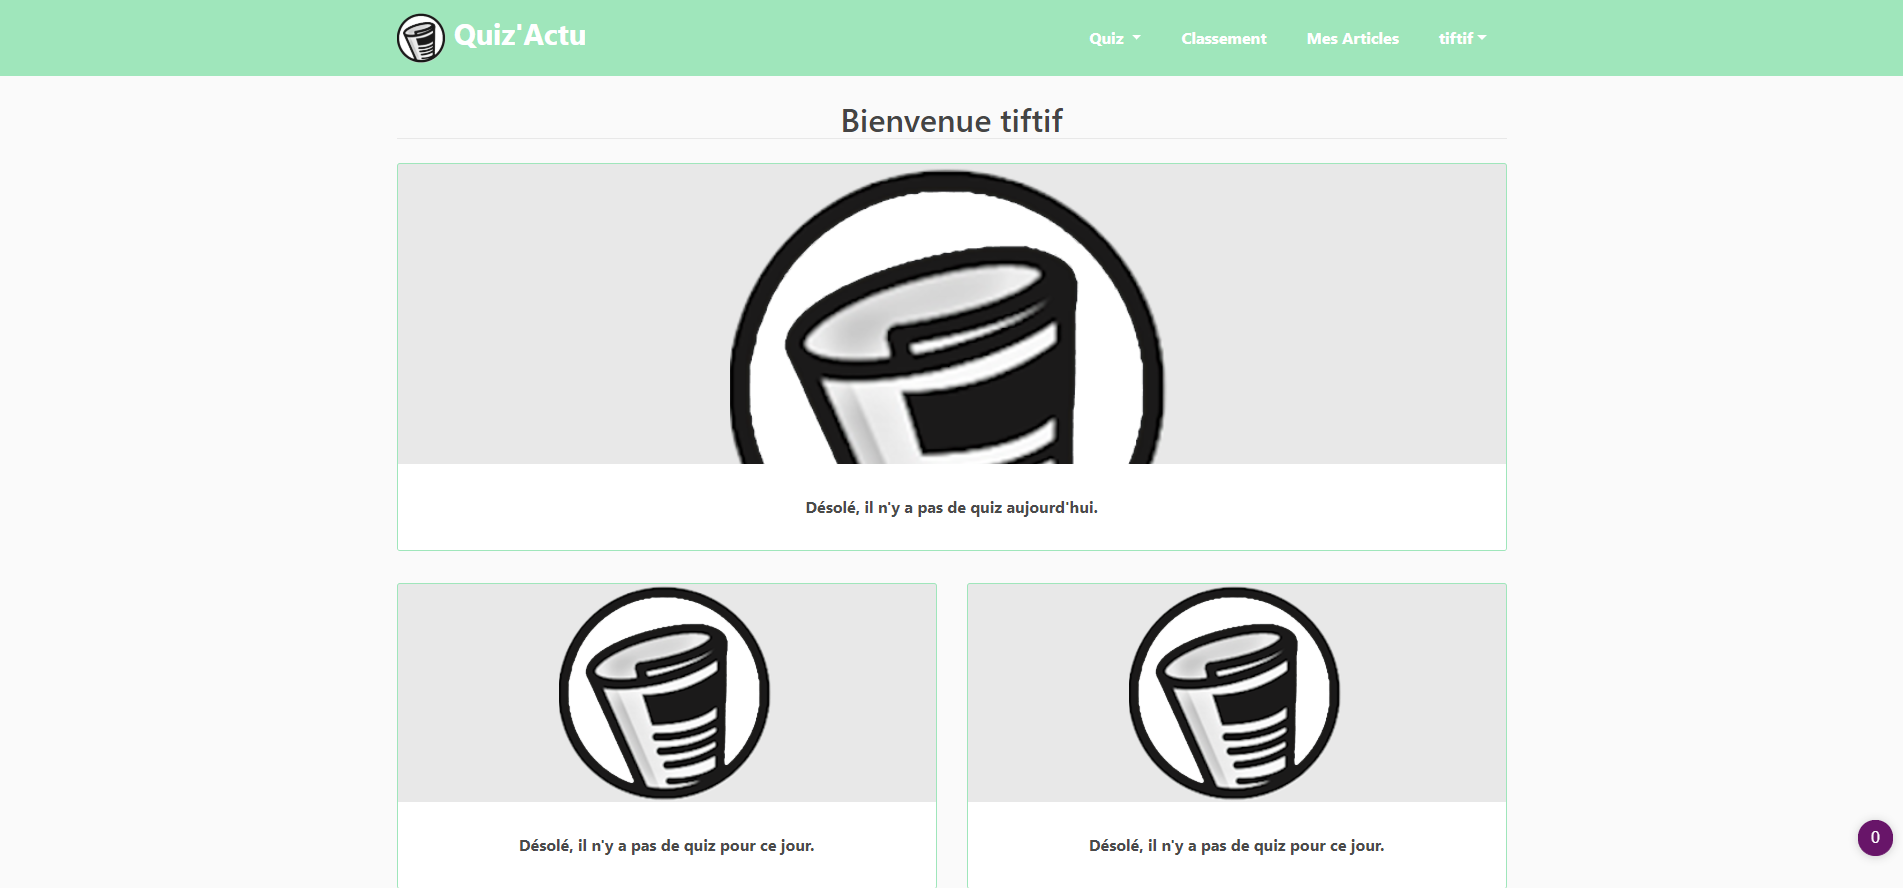 Quiz'Actu
Quiz
Classement
Mes Articles
tiftif
Bienvenue tiftif
Désolé, il n'y a pas de quiz aujourd'hui.
Désolé, il n'y a pas de quiz pour ce jour.
Désolé, il n'y a pas de quiz pour ce jour.
0